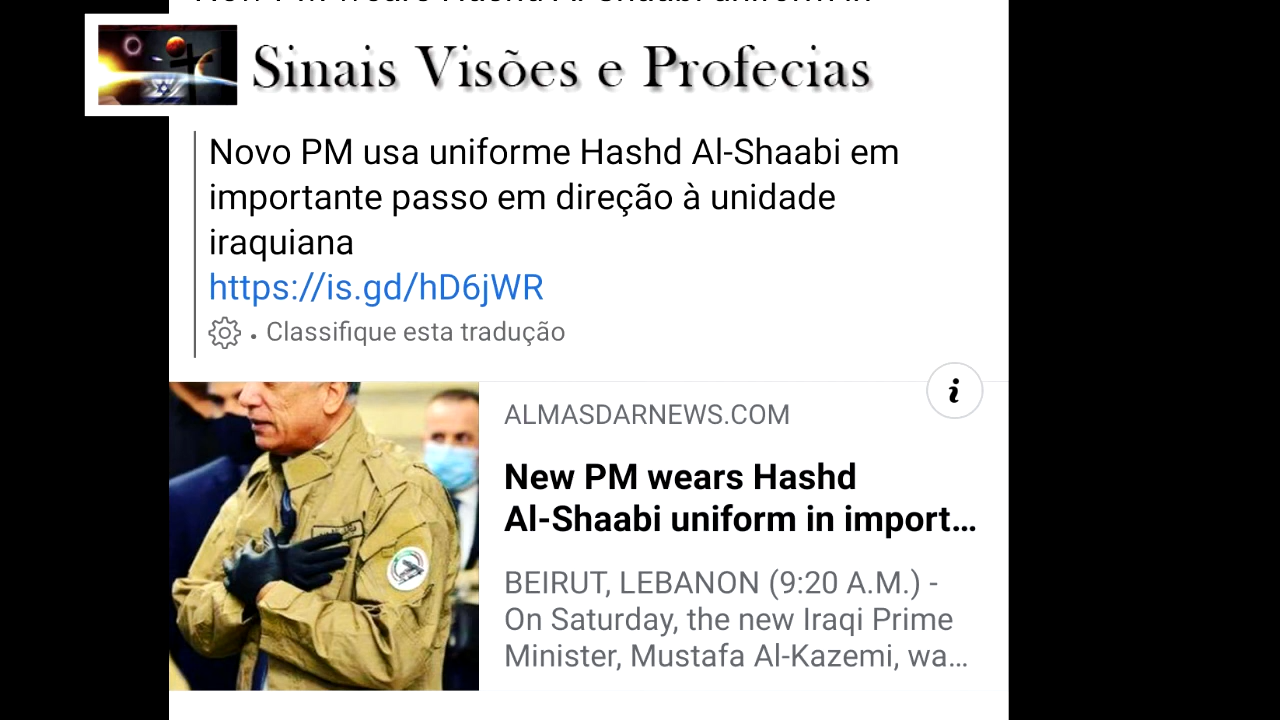 Sinais Visões e Profecias
Novo PM usa uniforme Hashd Al-Shaabi em
importante passo em direção à unidade
iraquiana
https://is.gd/hD6jWR
. Classifique esta tradução
i
ALMASDARNEWS.COM
New PM wears Hashd
Al-Shaabi uniform in import...
BEIRUT, LEBANON (9:20 A.M.) -
On Saturday, the new Iraqi Prime
Minister, Mustafa Al-Kazemi, wa...